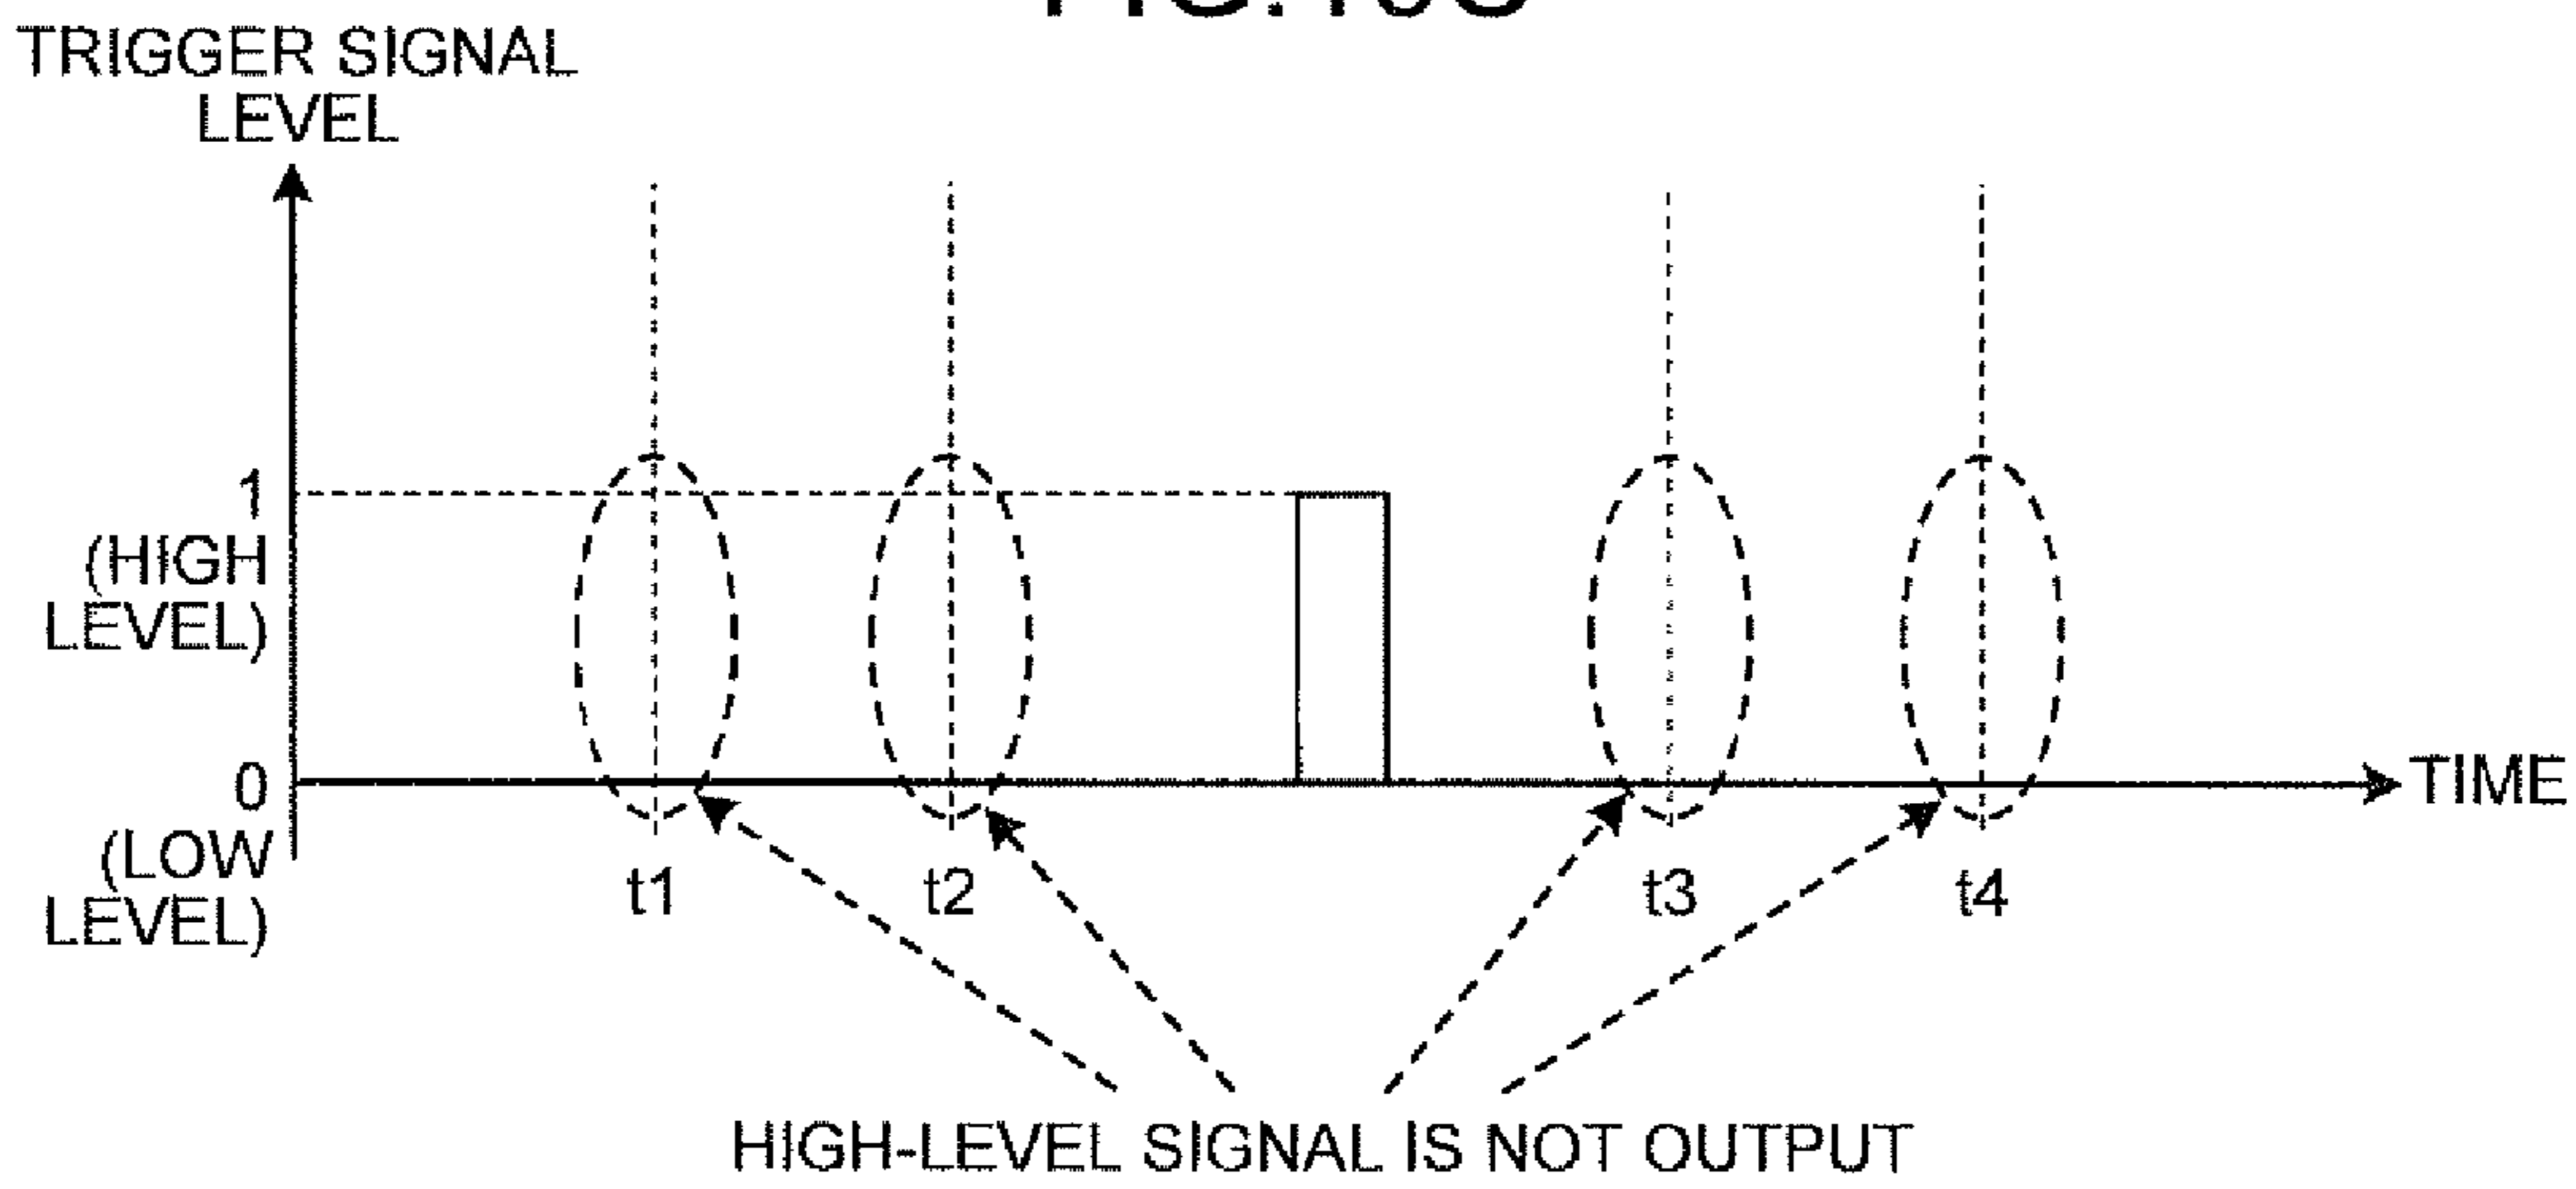 TRIGGER SIGNAL
LEVEL
1
(HIGH
LEVEL)
0
(LOW
LEVEL)
TIME
t1 t2 t3 t4
HIGH-LEVEL SIGNAL IS NOT OUTPUT